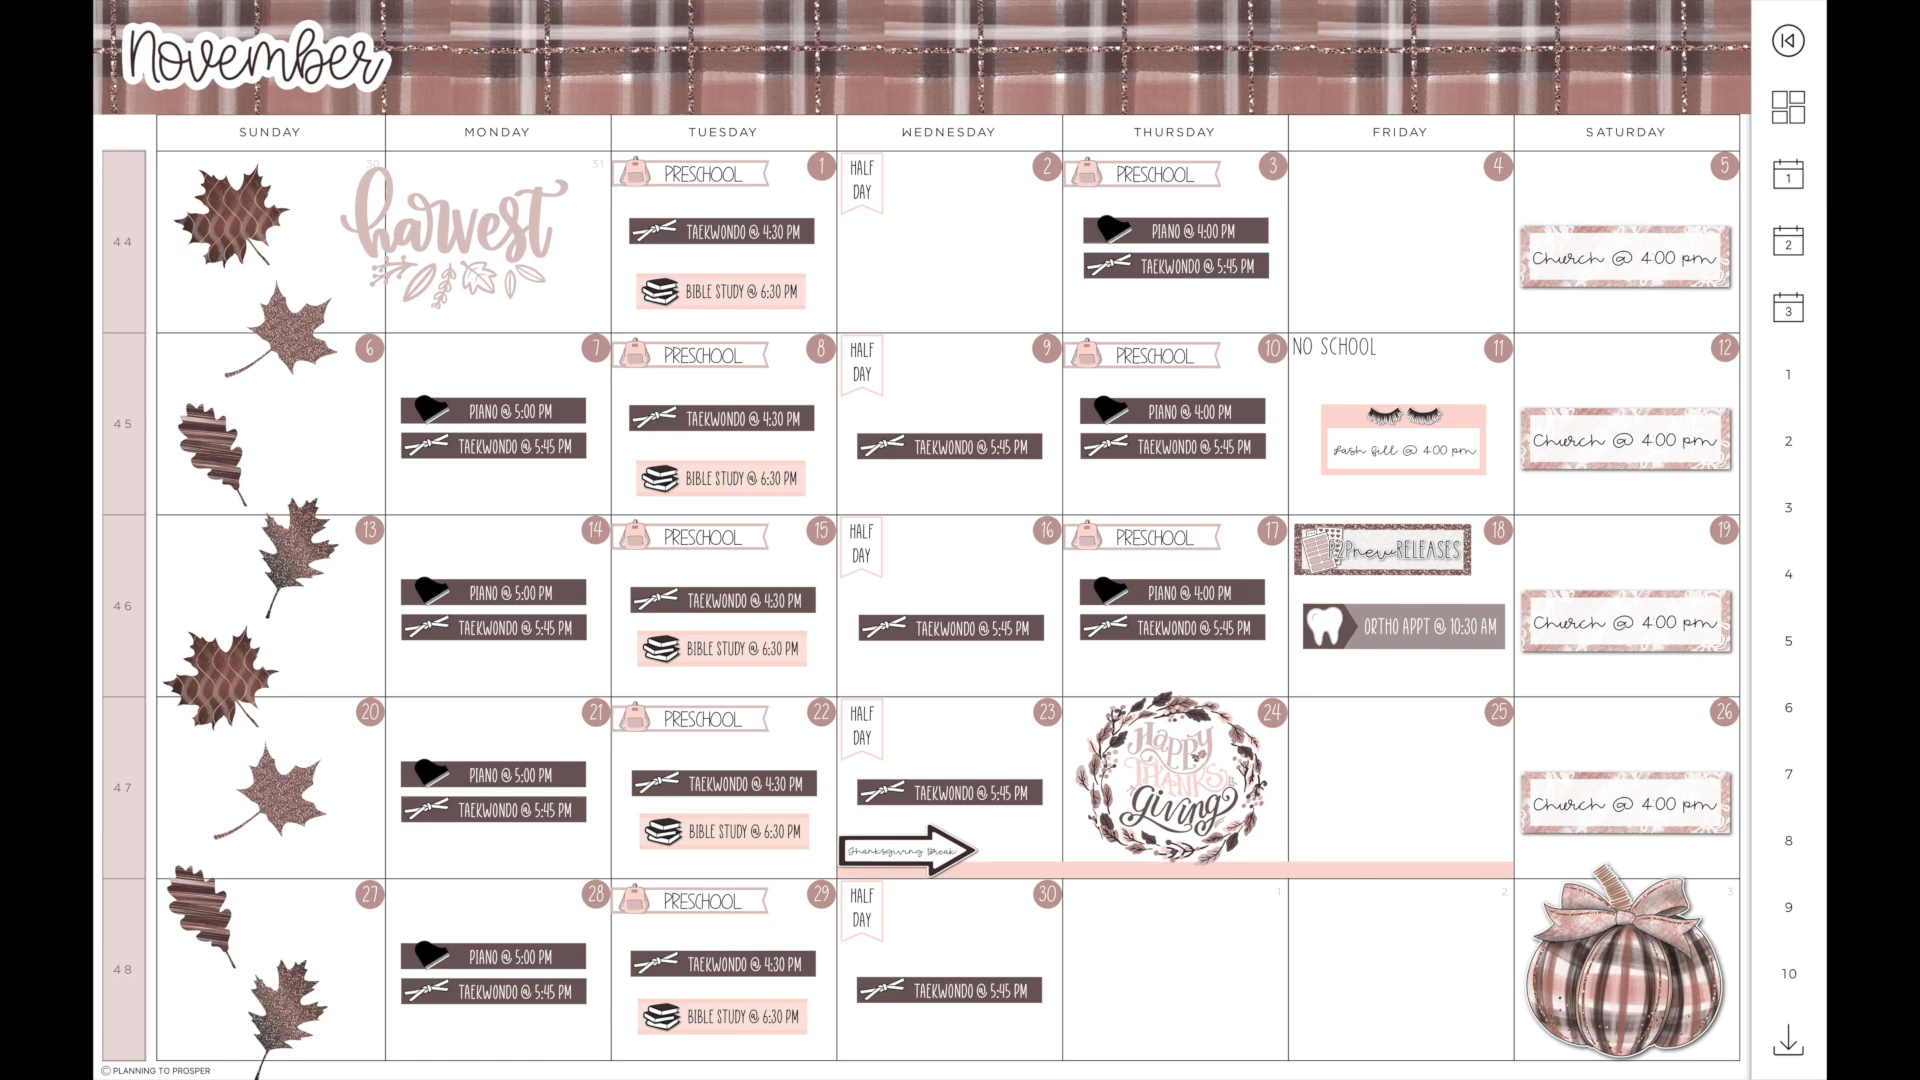 November
SUNDAY MONDAY TUESDAY WEDNESDAY THURSDAY FRIDAY SATURDAY
44
30
harvest
31
PRESCHOOL 1
TAEKWONDO @ 4:30 PM
BIBLE STUDY @ 6:30 PM
HALF
DAY
2
PRESCHOOL 3
PIANO @ 4:00 PM
TAEKWONDO @ 5:45 PM
4
5
Church @ 4:00 pm
45
6
7
PIANO @ 5:00 PM
TAEKWONDO @ 5:45 PM
PRESCHOOL 8
TAEKWONDO @ 4:30 PM
BIBLE STUDY @ 6:30 PM
HALF
DAY
9
TAEKWONDO @ 5:45 PM
PRESCHOOL 10
PIANO @ 4:00 PM
TAEKWONDO @ 5:45 PM
NO SCHOOL 11
Lash fill @ 4:00 pm
12
Church @ 4:00 pm
46
13
14
PIANO @ 5:00 PM
TAEKWONDO @ 5:45 PM
PRESCHOOL 15
TAEKWONDO @ 4:30 PM
BIBLE STUDY @ 6:30 PM
HALF
DAY
16
TAEKWONDO @ 5:45 PM
PRESCHOOL 17
PIANO @ 4:00 PM
TAEKWONDO @ 5:45 PM
P2P new RELEASES 18
ORTHO APPT @ 10:30 AM
19
Church @ 4:00 pm
47
20
21
PIANO @ 5:00 PM
TAEKWONDO @ 5:45 PM
PRESCHOOL 22
TAEKWONDO @ 4:30 PM
BIBLE STUDY @ 6:30 PM
HALF
DAY
23
TAEKWONDO @ 5:45 PM
Thanksgiving Break
24
Happy
THANKS
giving
25
26
Church @ 4:00 pm
48
27
28
PIANO @ 5:00 PM
TAEKWONDO @ 5:45 PM
PRESCHOOL 29
TAEKWONDO @ 4:30 PM
BIBLE STUDY @ 6:30 PM
HALF
DAY
30
TAEKWONDO @ 5:45 PM
1
2
3
© PLANNING TO PROSPER
1
2
3
1
2
3
4
5
6
7
8
9
10